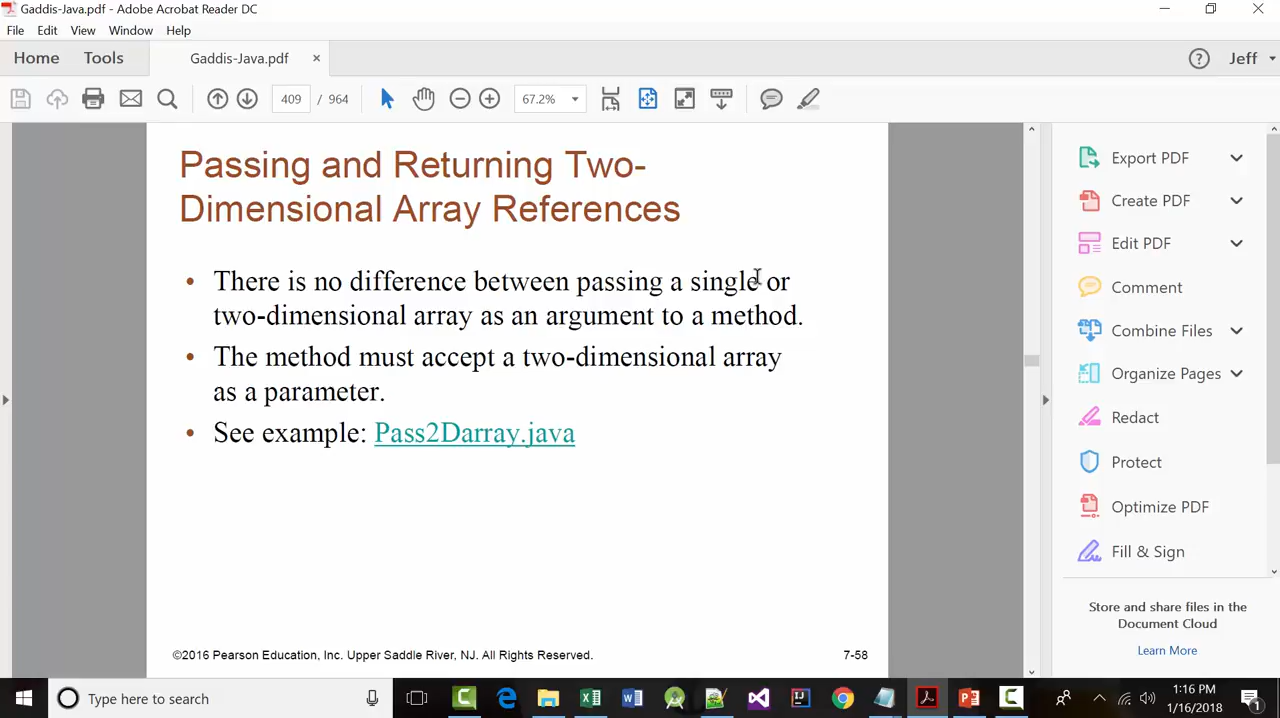 Gaddis-Java.pdf - Adobe Acrobat Reader DC
File Edit View Window Help
Home Tools Gaddis-Java.pdf × ? Jeff
409 / 964 67.2%
Passing and Returning Two-
Dimensional Array References
• There is no difference between passing a single or
two-dimensional array as an argument to a method.
• The method must accept a two-dimensional array
as a parameter.
• See example: Pass2Darray.java
©2016 Pearson Education, Inc. Upper Saddle River, NJ. All Rights Reserved.
7-58
Export PDF
Create PDF
Edit PDF
Comment
Combine Files
Organize Pages
Redact
Protect
Optimize PDF
Fill & Sign
Store and share files in the
Document Cloud
Learn More
Type here to search
1:16 PM
1/16/2018
1